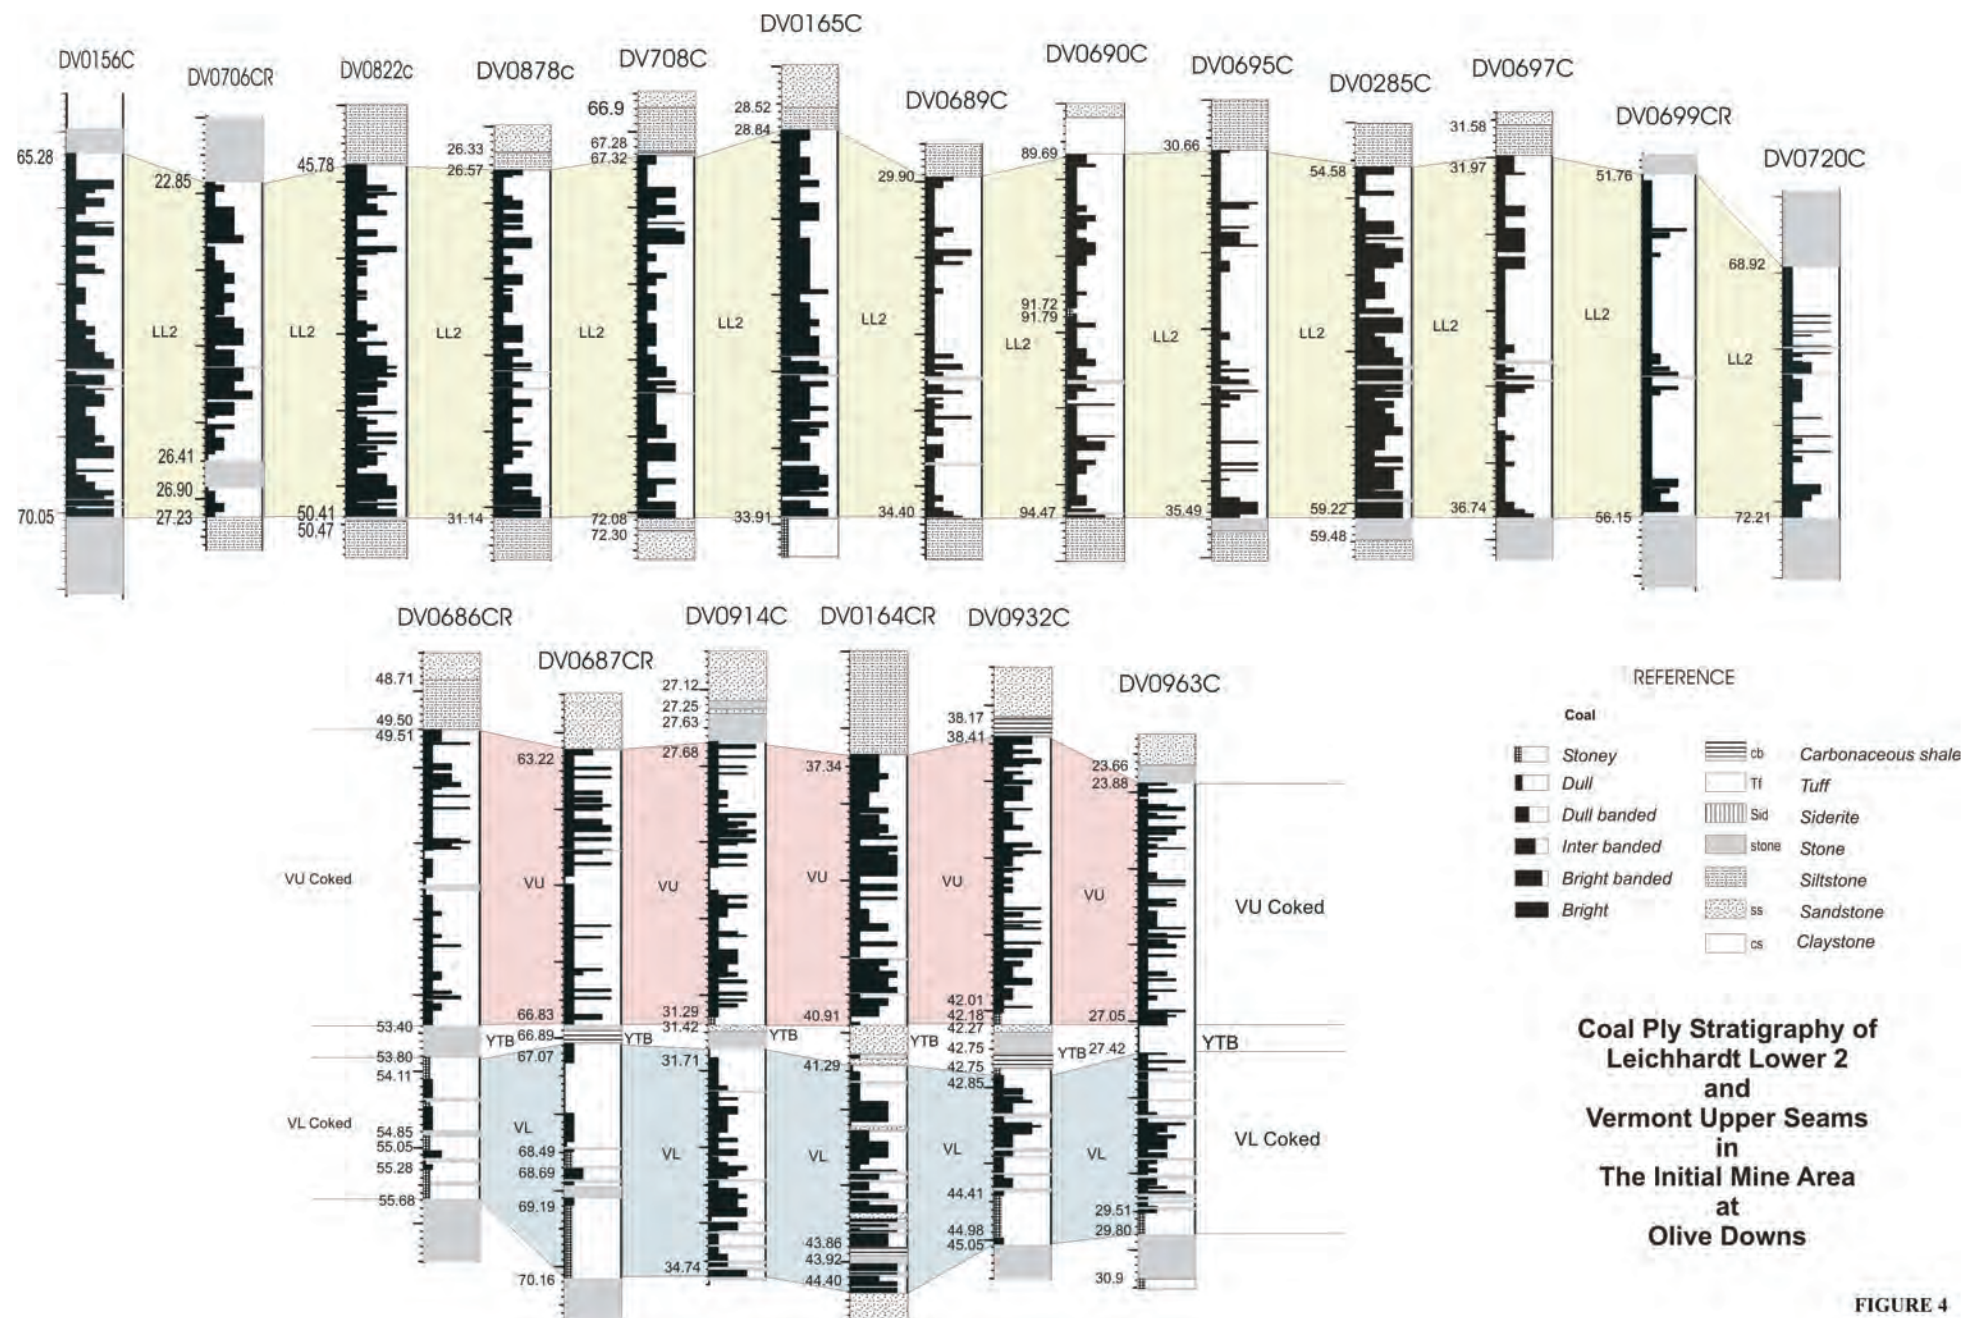 DV0156C
DV0706CR
DV0822c
DV0878c
DV708C
DV0165C
DV0689C
DV0690C
DV0695C
DV0285C
DV0697C
DV0699CR
DV0720C
65.28
70.05
LL2
22.85
26.41
26.90
27.23
LL2
45.78
50.41
50.47
LL2
26.33
26.57
31.14
LL2
66.9
67.28
67.32
72.08
72.30
LL2
28.52
28.84
33.91
LL2
29.90
34.40
LL2
89.69
91.72
91.79
94.47
LL2
30.66
35.49
LL2
54.58
59.22
59.48
LL2
31.58
31.97
36.74
LL2
51.76
56.15
LL2
68.92
72.21
DV0686CR
DV0687CR
DV0914C
DV0164CR
DV0932C
DV0963C
VU Coked
VL Coked
48.71
49.50
49.51
53.40
53.80
54.11
54.85
55.05
55.28
55.68
VU
YTB
VL
63.22
66.83
66.89
67.07
68.49
68.69
69.19
70.16
VU
YTB
VL
27.12
27.25
27.63
27.68
31.29
31.42
31.71
34.74
VU
YTB
VL
37.34
40.91
41.29
43.86
43.92
44.40
VU
YTB
VL
38.17
38.41
42.01
42.18
42.27
42.75
42.75
42.85
44.41
44.98
45.05
VU
YTB
VL
23.66
23.88
27.05
27.42
29.51
29.80
30.9
VU Coked
YTB
VL Coked
REFERENCE
Coal
Stoney
Dull
Dull banded
Inter banded
Bright banded
Bright
cb Carbonaceous shale
Tf Tuff
Sid Siderite
stone Stone
Siltstone
ss Sandstone
cs Claystone
Coal Ply Stratigraphy of
Leichhardt Lower 2
and
Vermont Upper Seams
in
The Initial Mine Area
at
Olive Downs
FIGURE 4